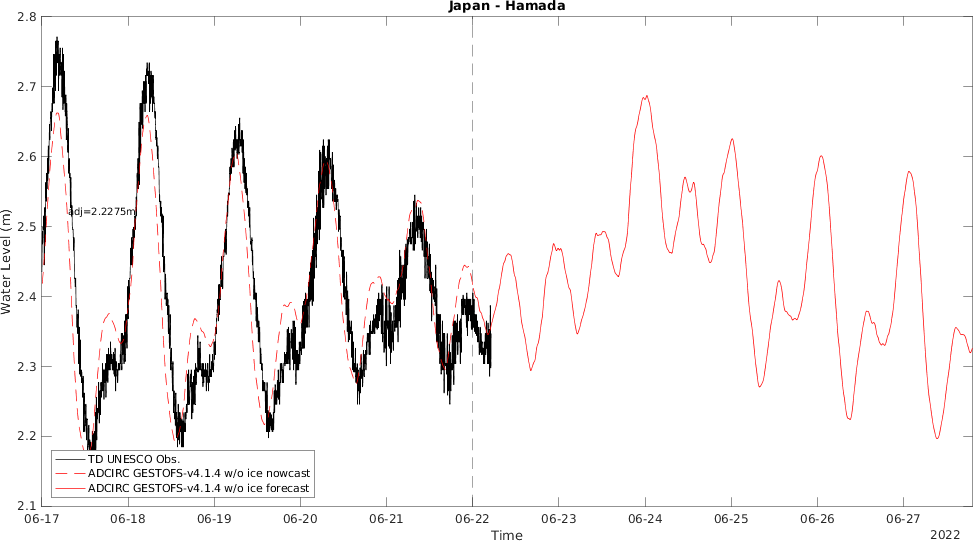 Japan - Hamada
2.8
2.7
2.6
2.5
2.4
2.3
2.2
2.1
Water Level (m)
adj=2.2275m
TD UNESCO Obs.
ADCIRC GESTOFS-v4.1.4 w/o ice nowcast
ADCIRC GESTOFS-v4.1.4 w/o ice forecast
06-17 06-18 06-19 06-20 06-21 06-22 06-23 06-24 06-25 06-26 06-27
Time
2022